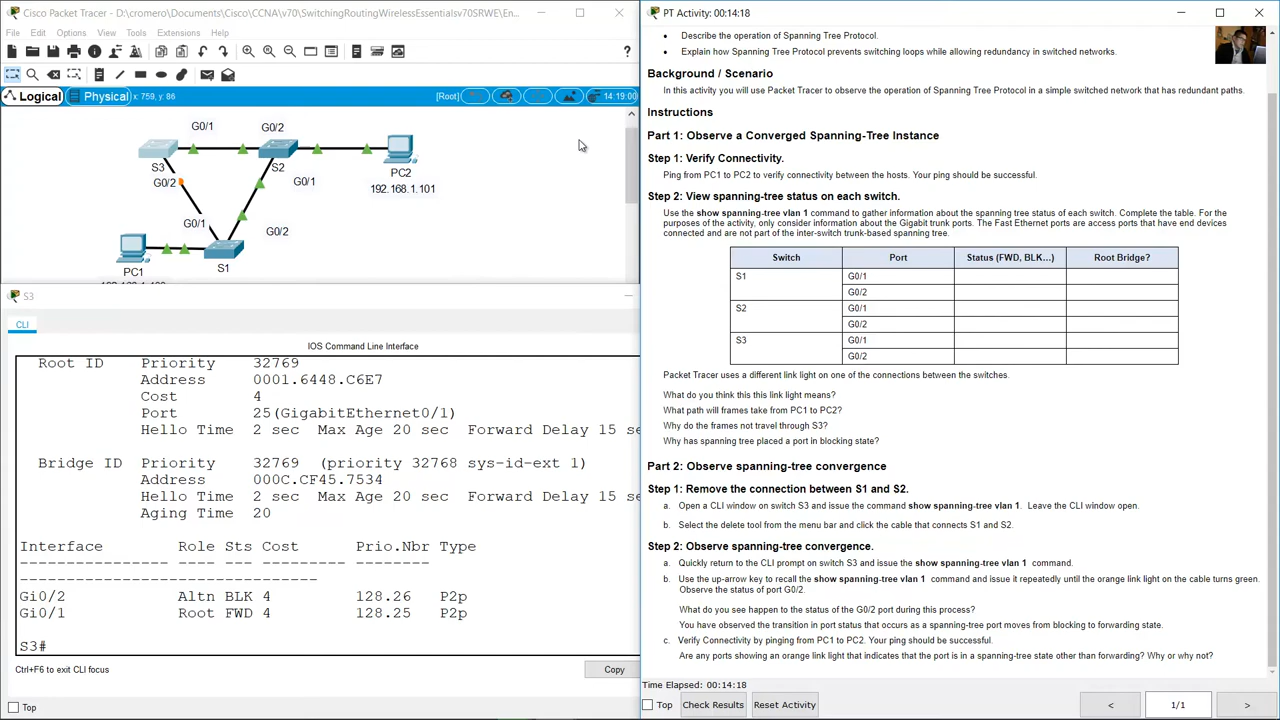 Cisco Packet Tracer - C:\Users\cromero\Documents\Cisco\CCNA\v70\SwitchingRoutingWirelessEssentialsv70SRWE\En...
File Edit Options View Tools Extensions Help
?
Logical Physical x: 759, y: 86 [Root] 14:19:00
G0/1 G0/2
S3 S2 PC2
G0/2 G0/1 192.168.1.101
G0/1 G0/2
PC1 S1
S3
CLI
IOS Command Line Interface
Root ID Priority 32769
Address 0001.6448.C6E7
Cost 4
Port 25(GigabitEthernet0/1)
Hello Time 2 sec Max Age 20 sec Forward Delay 15 se
Bridge ID Priority 32769 (priority 32768 sys-id-ext 1)
Address 000C.CF45.7534
Hello Time 2 sec Max Age 20 sec Forward Delay 15 se
Aging Time 20
Interface Role Sts Cost Prio.Nbr Type
---------------- ---- --- --------- -------- --------------------------------
Gi0/2 Altn BLK 4 128.26 P2p
Gi0/1 Root FWD 4 128.25 P2p
S3#
Ctrl+F6 to exit CLI focus Copy
Top
PT Activity: 00:14:18
• Describe the operation of Spanning Tree Protocol.
• Explain how Spanning Tree Protocol prevents switching loops while allowing redundancy in switched networks.
Background / Scenario
In this activity you will use Packet Tracer to observe the operation of Spanning Tree Protocol in a simple switched network that has redundant paths.
Instructions
Part 1: Observe a Converged Spanning-Tree Instance
Step 1: Verify Connectivity.
Ping from PC1 to PC2 to verify connectivity between the hosts. Your ping should be successful.
Step 2: View spanning-tree status on each switch.
Use the show spanning-tree vlan 1 command to gather information about the spanning tree status of each switch. Complete the table. For the
purposes of the activity, only consider information about the Gigabit trunk ports. The Fast Ethernet ports are access ports that have end devices
connected and are not part of the inter-switch trunk-based spanning tree.
Switch Port Status (FWD, BLK...) Root Bridge?
S1 G0/1
G0/2
S2 G0/1
G0/2
S3 G0/1
G0/2
Packet Tracer uses a different link light on one of the connections between the switches.
What do you think this this link light means?
What path will frames take from PC1 to PC2?
Why do the frames not travel through S3?
Why has spanning tree placed a port in blocking state?
Part 2: Observe spanning-tree convergence
Step 1: Remove the connection between S1 and S2.
a. Open a CLI window on switch S3 and issue the command show spanning-tree vlan 1. Leave the CLI window open.
b. Select the delete tool from the menu bar and click the cable that connects S1 and S2.
Step 2: Observe spanning-tree convergence.
a. Quickly return to the CLI prompt on switch S3 and issue the show spanning-tree vlan 1 command.
b. Use the up-arrow key to recall the show spanning-tree vlan 1 command and issue it repeatedly until the orange link light on the cable turns green.
Observe the status of port G0/2.
What do you see happen to the status of the G0/2 port during this process?
You have observed the transition in port status that occurs as a spanning-tree port moves from blocking to forwarding state.
c. Verify Connectivity by pinging from PC1 to PC2. Your ping should be successful.
Are any ports showing an orange link light that indicates that the port is in a spanning-tree state other than forwarding? Why or why not?
Time Elapsed: 00:14:18
Top Check Results Reset Activity < 1/1 >